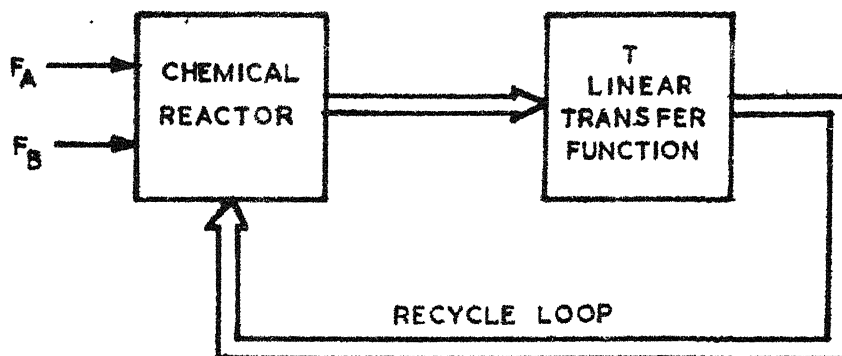 F_A
F_B
CHEMICAL
REACTOR
T
LINEAR
TRANSFER
FUNCTION
RECYCLE LOOP